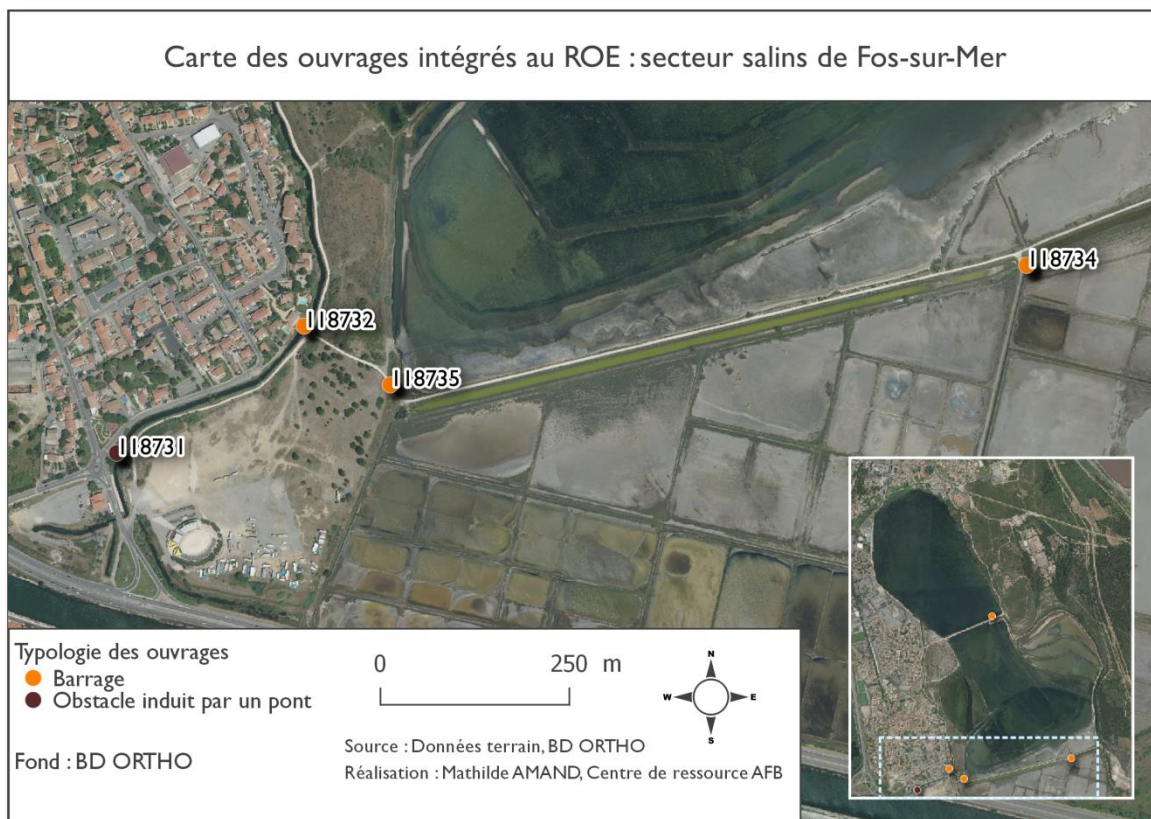 Carte des ouvrages intégrés au ROE : secteur salins de Fos-sur-Mer
118734
118732
118735
118731
Typologie des ouvrages
Barrage
Obstacle induit par un pont
Fond : BD ORTHO
0 250 m
Source : Données terrain, BD ORTHO
Réalisation : Mathilde AMAND, Centre de ressource AFB
N
W E
S